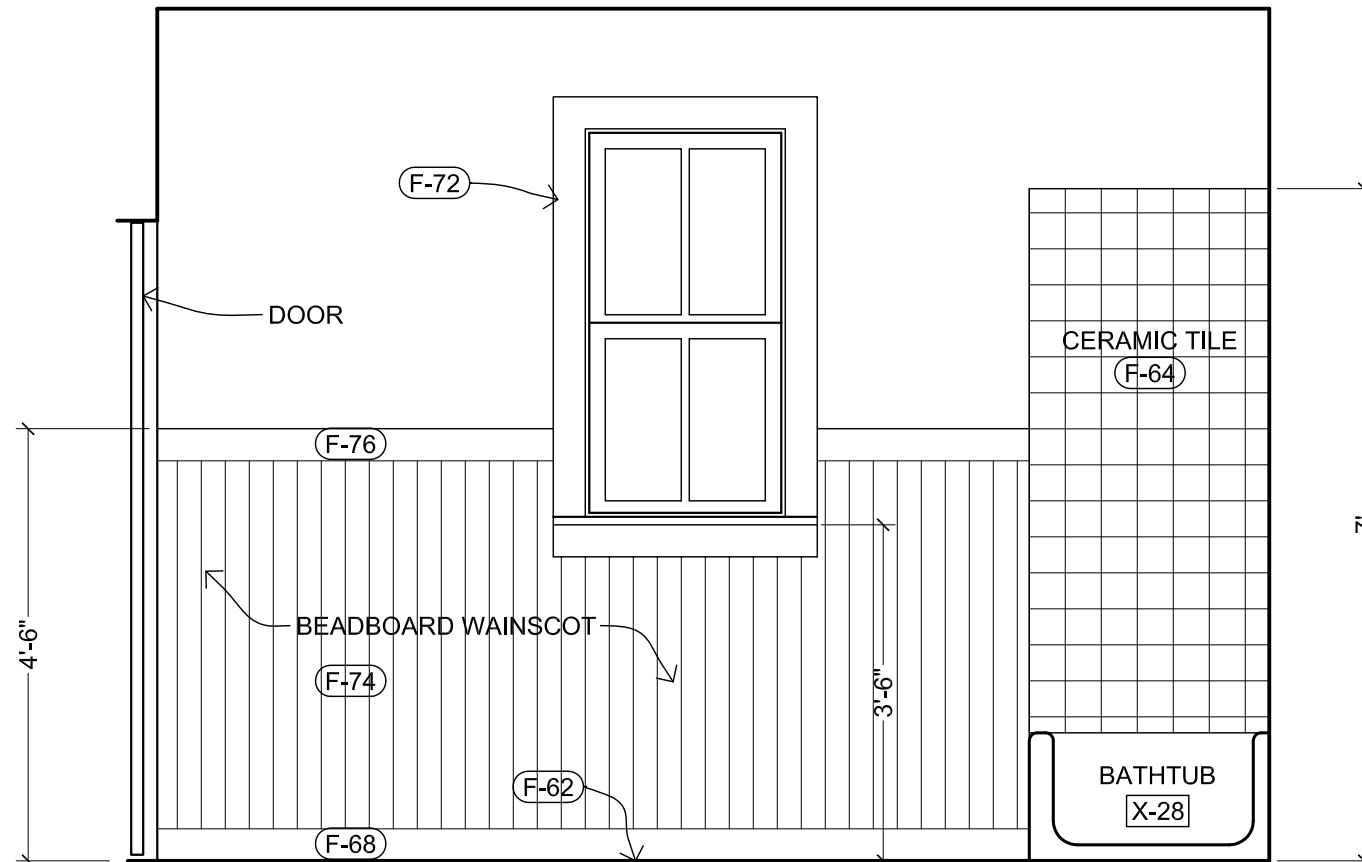 F-72
DOOR
CERAMIC TILE
F-64
F-76
BEADBOARD WAINSCOT
4'-6"
F-74
3'-6"
F-62
BATHTUB
X-28
F-68